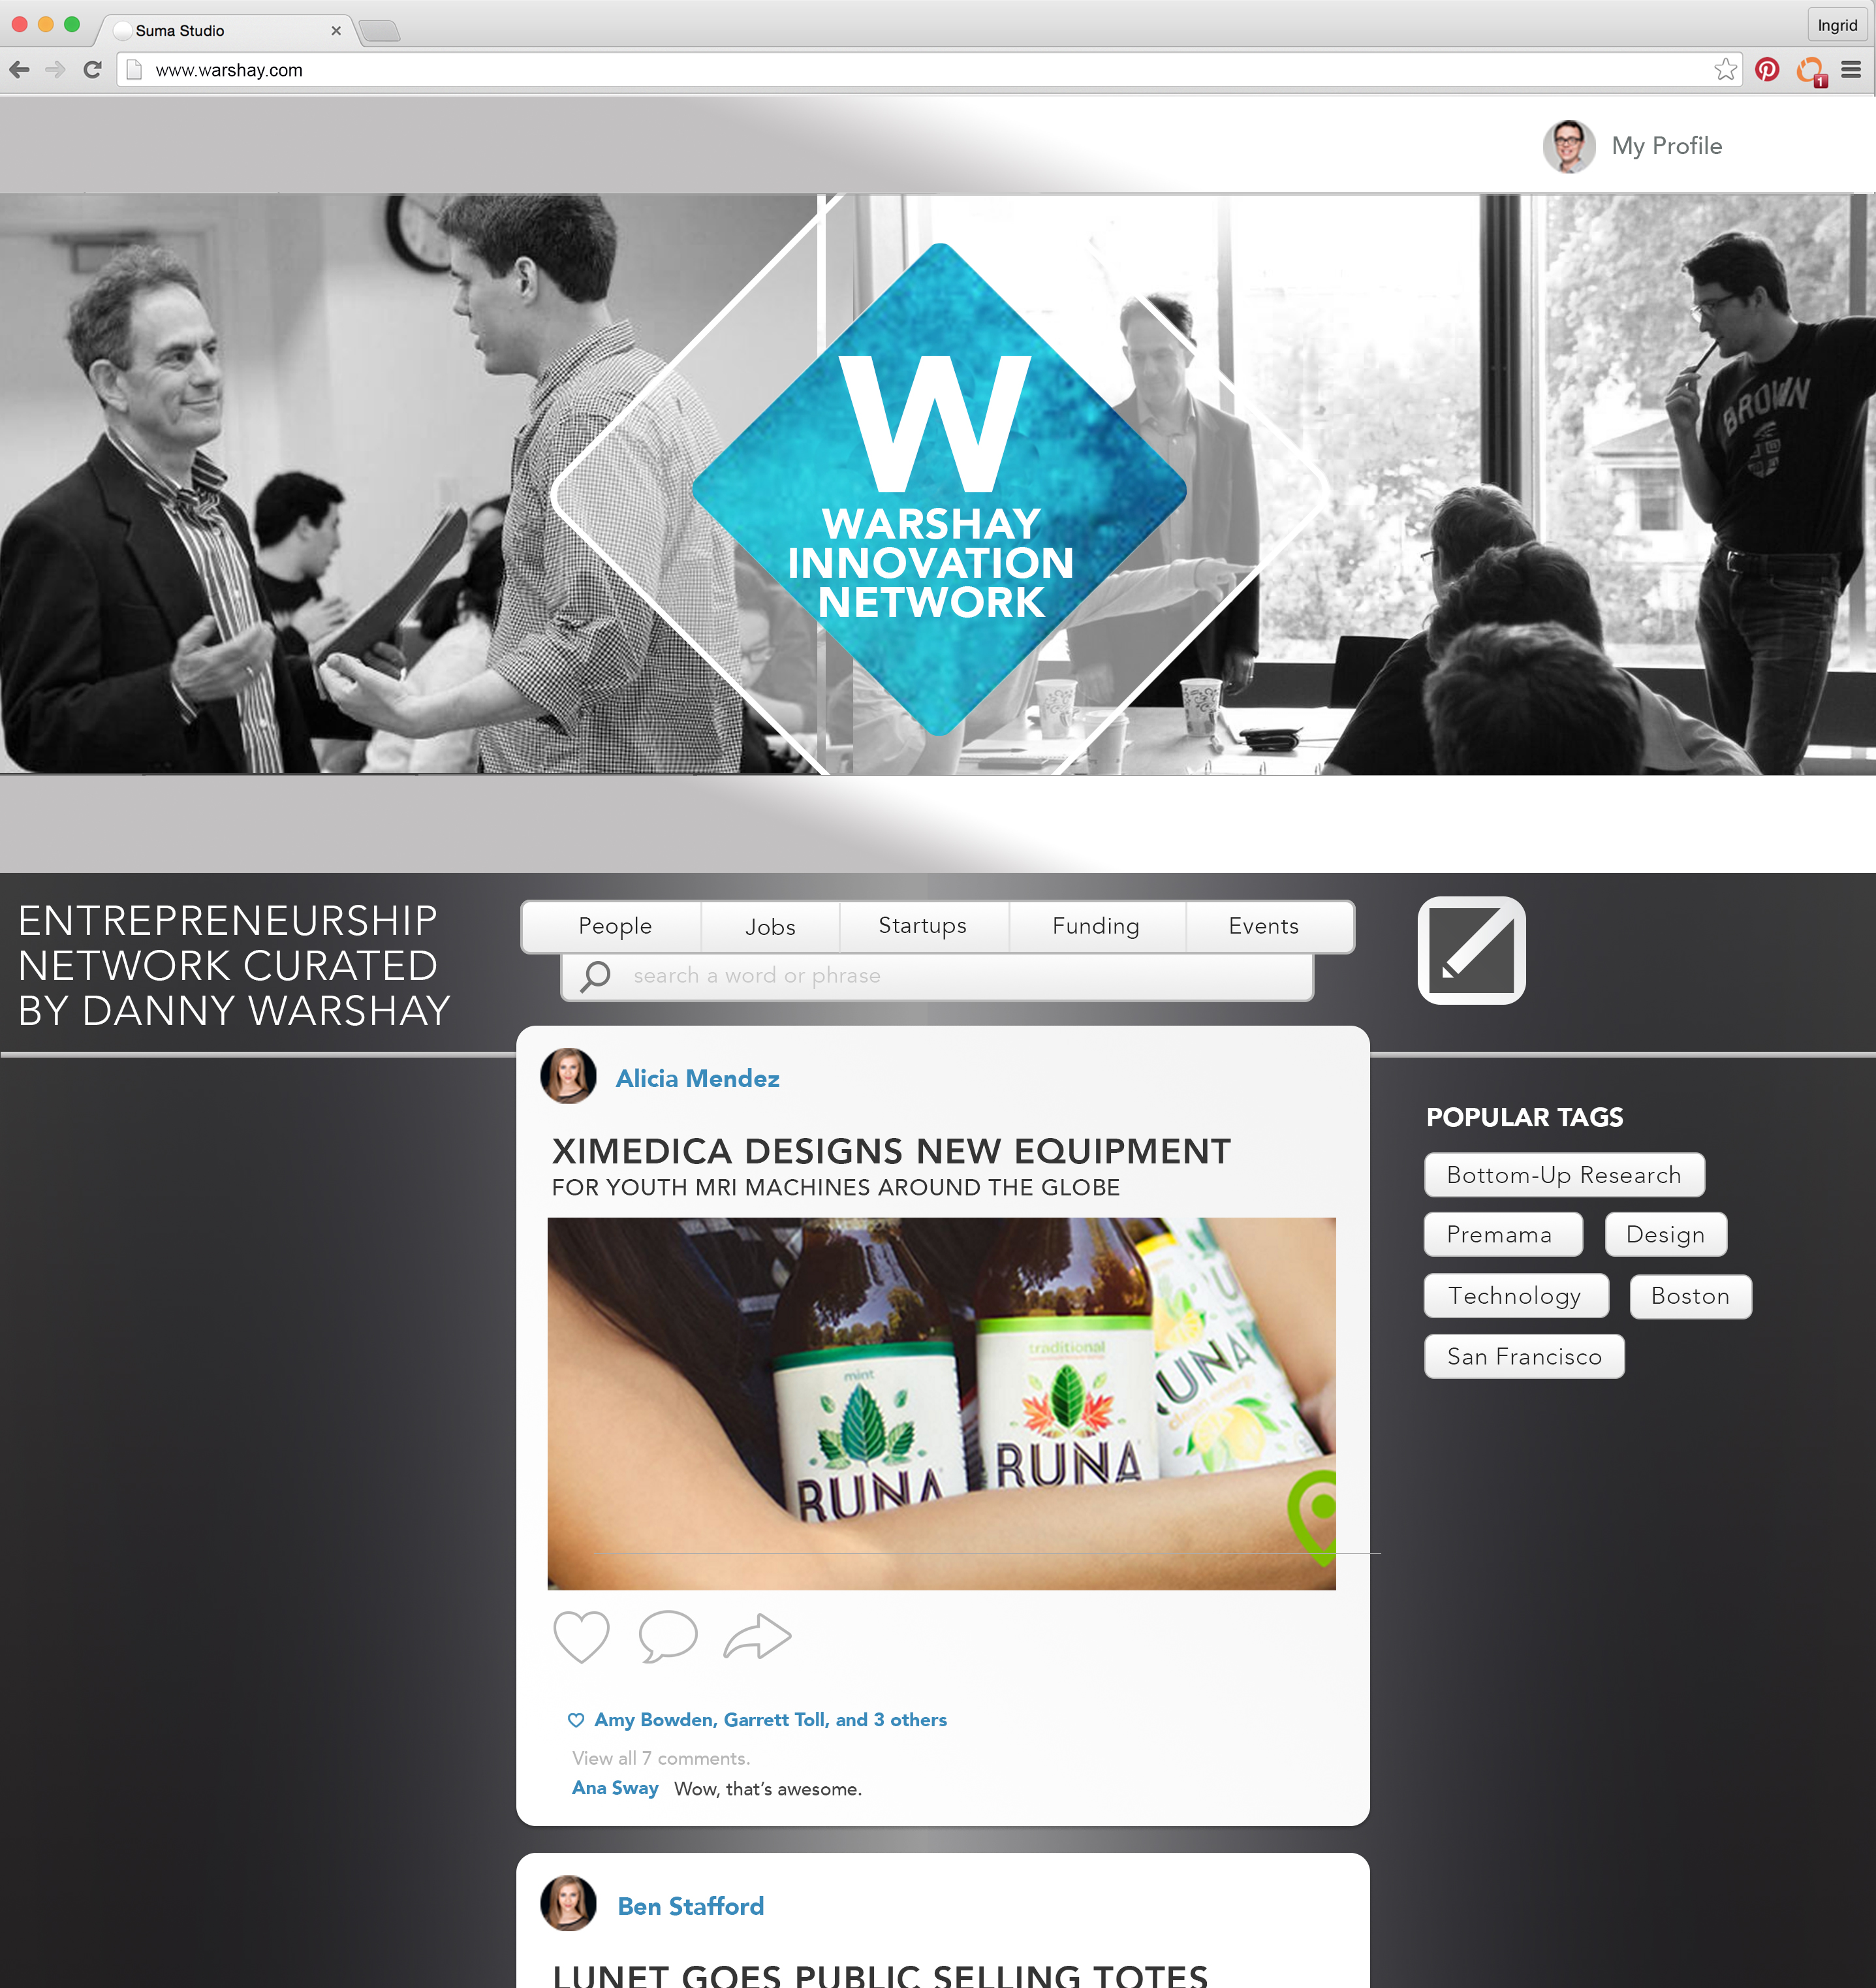 Suma Studio
Ingrid
www.warshay.com
1
My Profile
BROWN
W
WARSHAY
INNOVATION
NETWORK
ENTREPRENEURSHIP
NETWORK CURATED
BY DANNY WARSHAY
People Jobs Startups Funding Events
search a word or phrase
Alicia Mendez
XIMEDICA DESIGNS NEW EQUIPMENT
FOR YOUTH MRI MACHINES AROUND THE GLOBE
mint
RUNA
traditional
RUNA
RUNA
clean energy
Amy Bowden, Garrett Toll, and 3 others
View all 7 comments.
Ana Sway Wow, that’s awesome.
POPULAR TAGS
Bottom-Up Research
Premama Design
Technology Boston
San Francisco
Ben Stafford
LUNET GOES PUBLIC SELLING TOTES